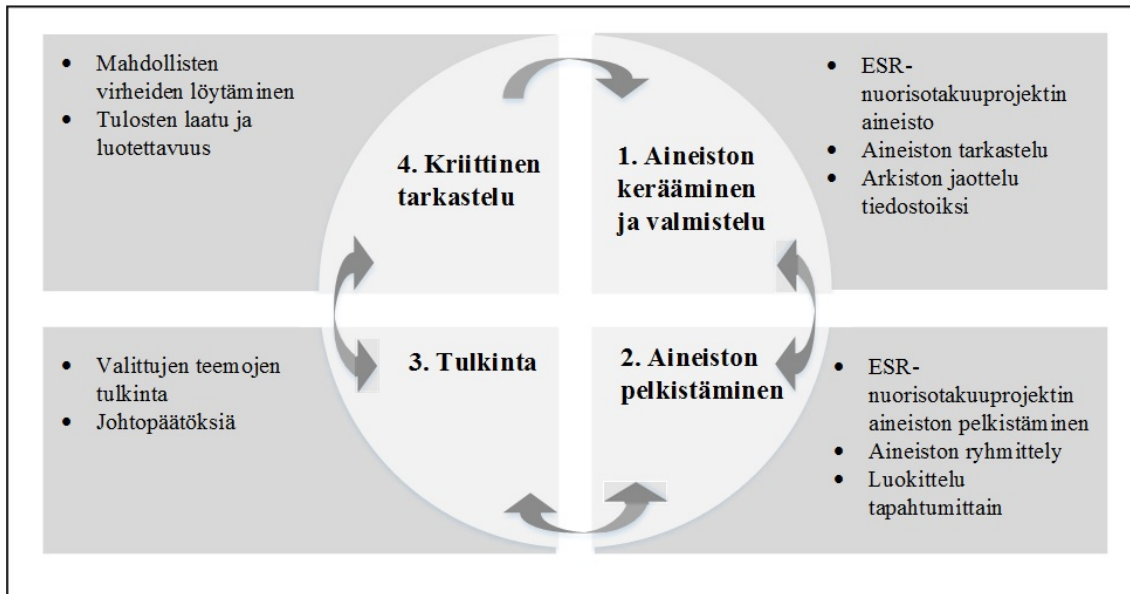 • Mahdollisten
virheiden löytäminen
• Tulosten laatu ja
luotettavuus
4. Kriittinen
tarkastelu
1. Aineiston
kerääminen
ja valmistelu
• ESR-
nuorisotakuuprojektin
aineisto
• Aineiston tarkastelu
• Arkiston jaottelu
tiedostoiksi
• Valittujen teemojen
tulkinta
• Johtopäätöksiä
3. Tulkinta
2. Aineiston
pelkistäminen
• ESR-
nuorisotakuuprojektin
aineiston pelkistäminen
• Aineiston ryhmittely
• Luokittelu
tapahtumittain